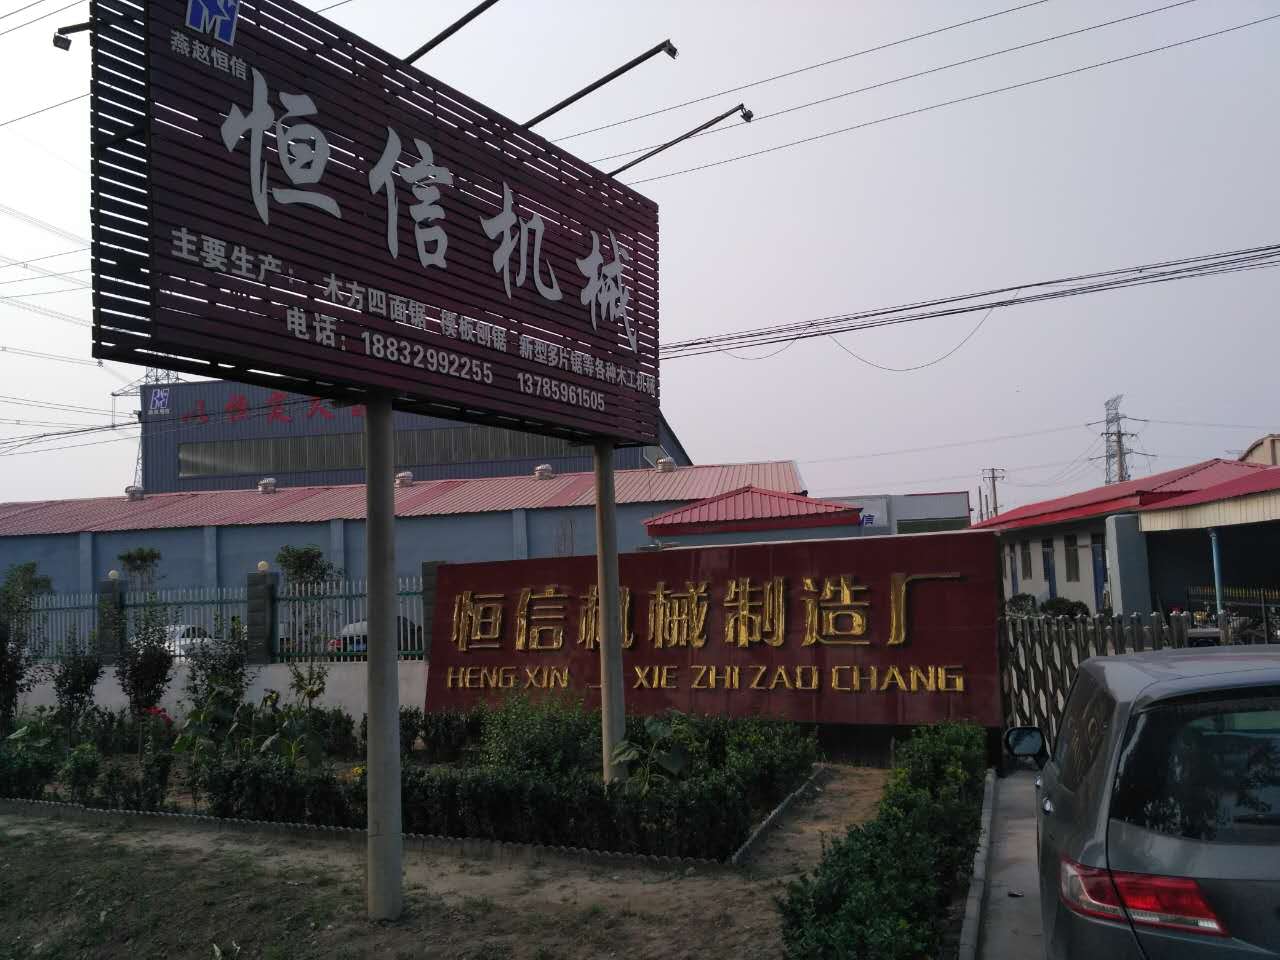 燕赵恒信
恒信机械
主要生产: 木方四面锯 模板刨锯 新型多片锯等各种木工机械
电话: 18832992255 13785961505
恒信机械制造厂
HENG XIN XIE ZHI ZAO CHANG